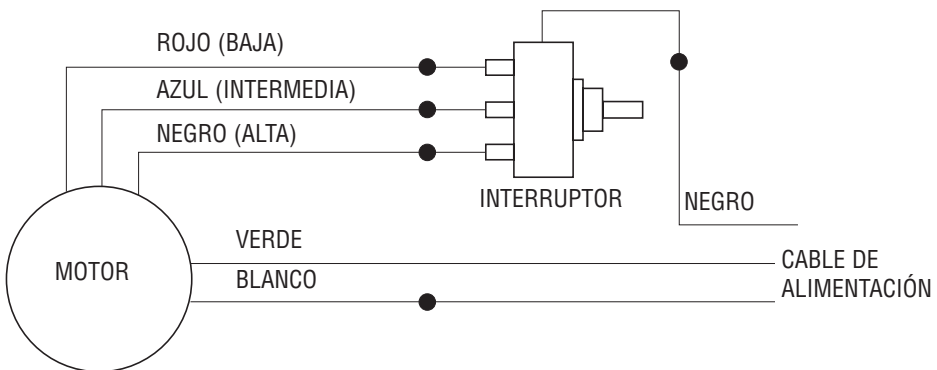 ROJO (BAJA)
AZUL (INTERMEDIA)
NEGRO (ALTA)
INTERRUPTOR
NEGRO
VERDE
MOTOR
BLANCO
CABLE DE
ALIMENTACIÓN